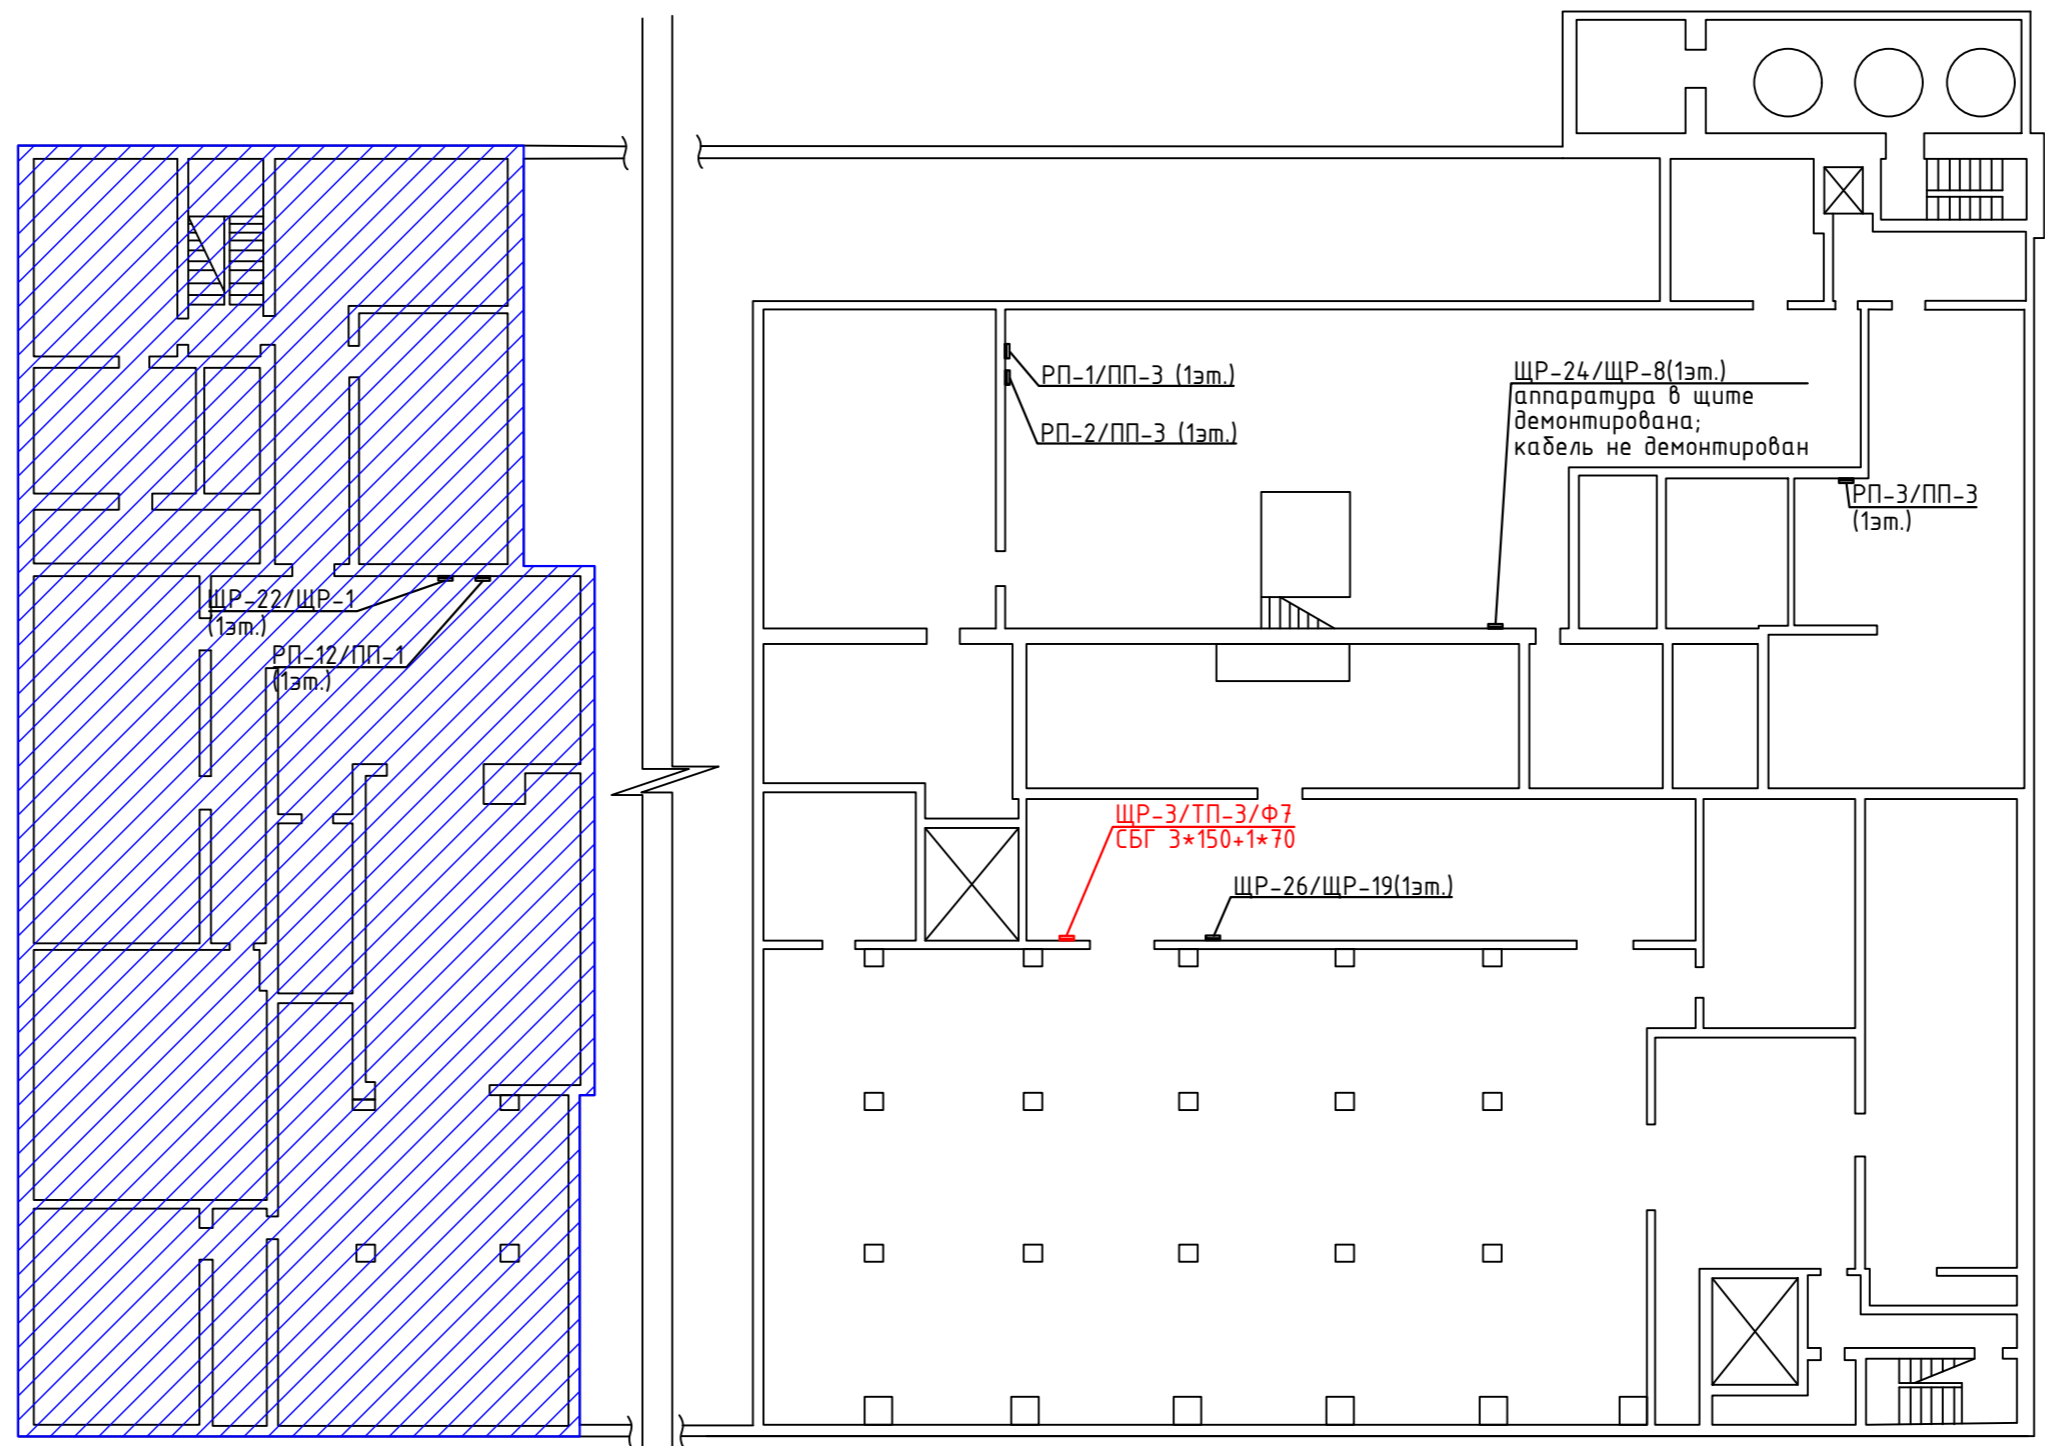 РП-1/ПП-3 (1эт.)
РП-2/ПП-3 (1эт.)
ЩР-24/ЩР-8(1эт.)
аппаратура в щите
демонтирована;
кабель не демонтирован
РП-3/ПП-3
(1эт.)
ЩР-22/ЩР-1
(1эт.)
РП-12/ПП-1
(1эт.)
ЩР-3/ТП-3/Ф7
СБГ 3*150+1*70
ЩР-26/ЩР-19(1эт.)